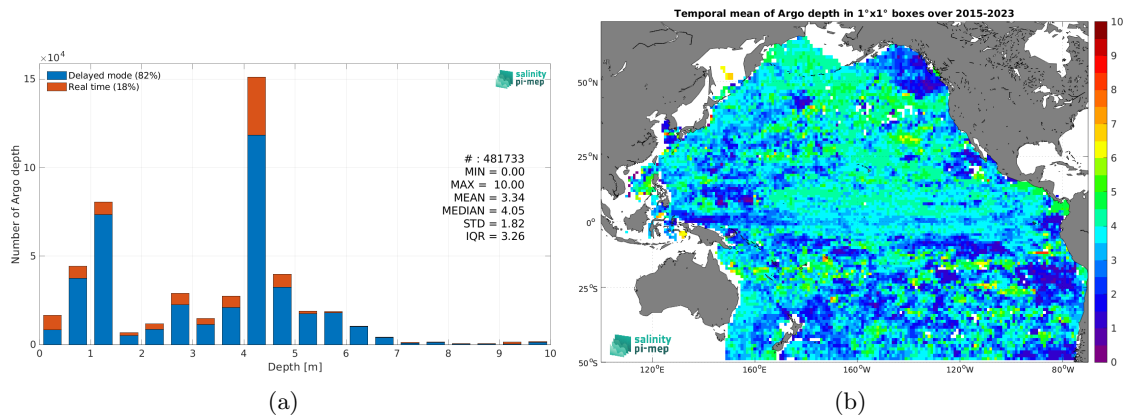 ×10⁴
15
10
5
0
Number of Argo depth
Delayed mode (82%)
Real time (18%)
salinity
pi-mep
# : 481733
MIN = 0.00
MAX = 10.00
MEAN = 3.34
MEDIAN = 4.05
STD = 1.82
IQR = 3.26
0 1 2 3 4 5 6 7 8 9 10
Depth [m]
(a)
Temporal mean of Argo depth in 1°x1° boxes over 2015-2023
50°N
25°N
0°
25°S
50°S
120°E
160°E
160°W
120°W
80°W
salinity
pi-mep
10
9
8
7
6
5
4
3
2
1
0
(b)